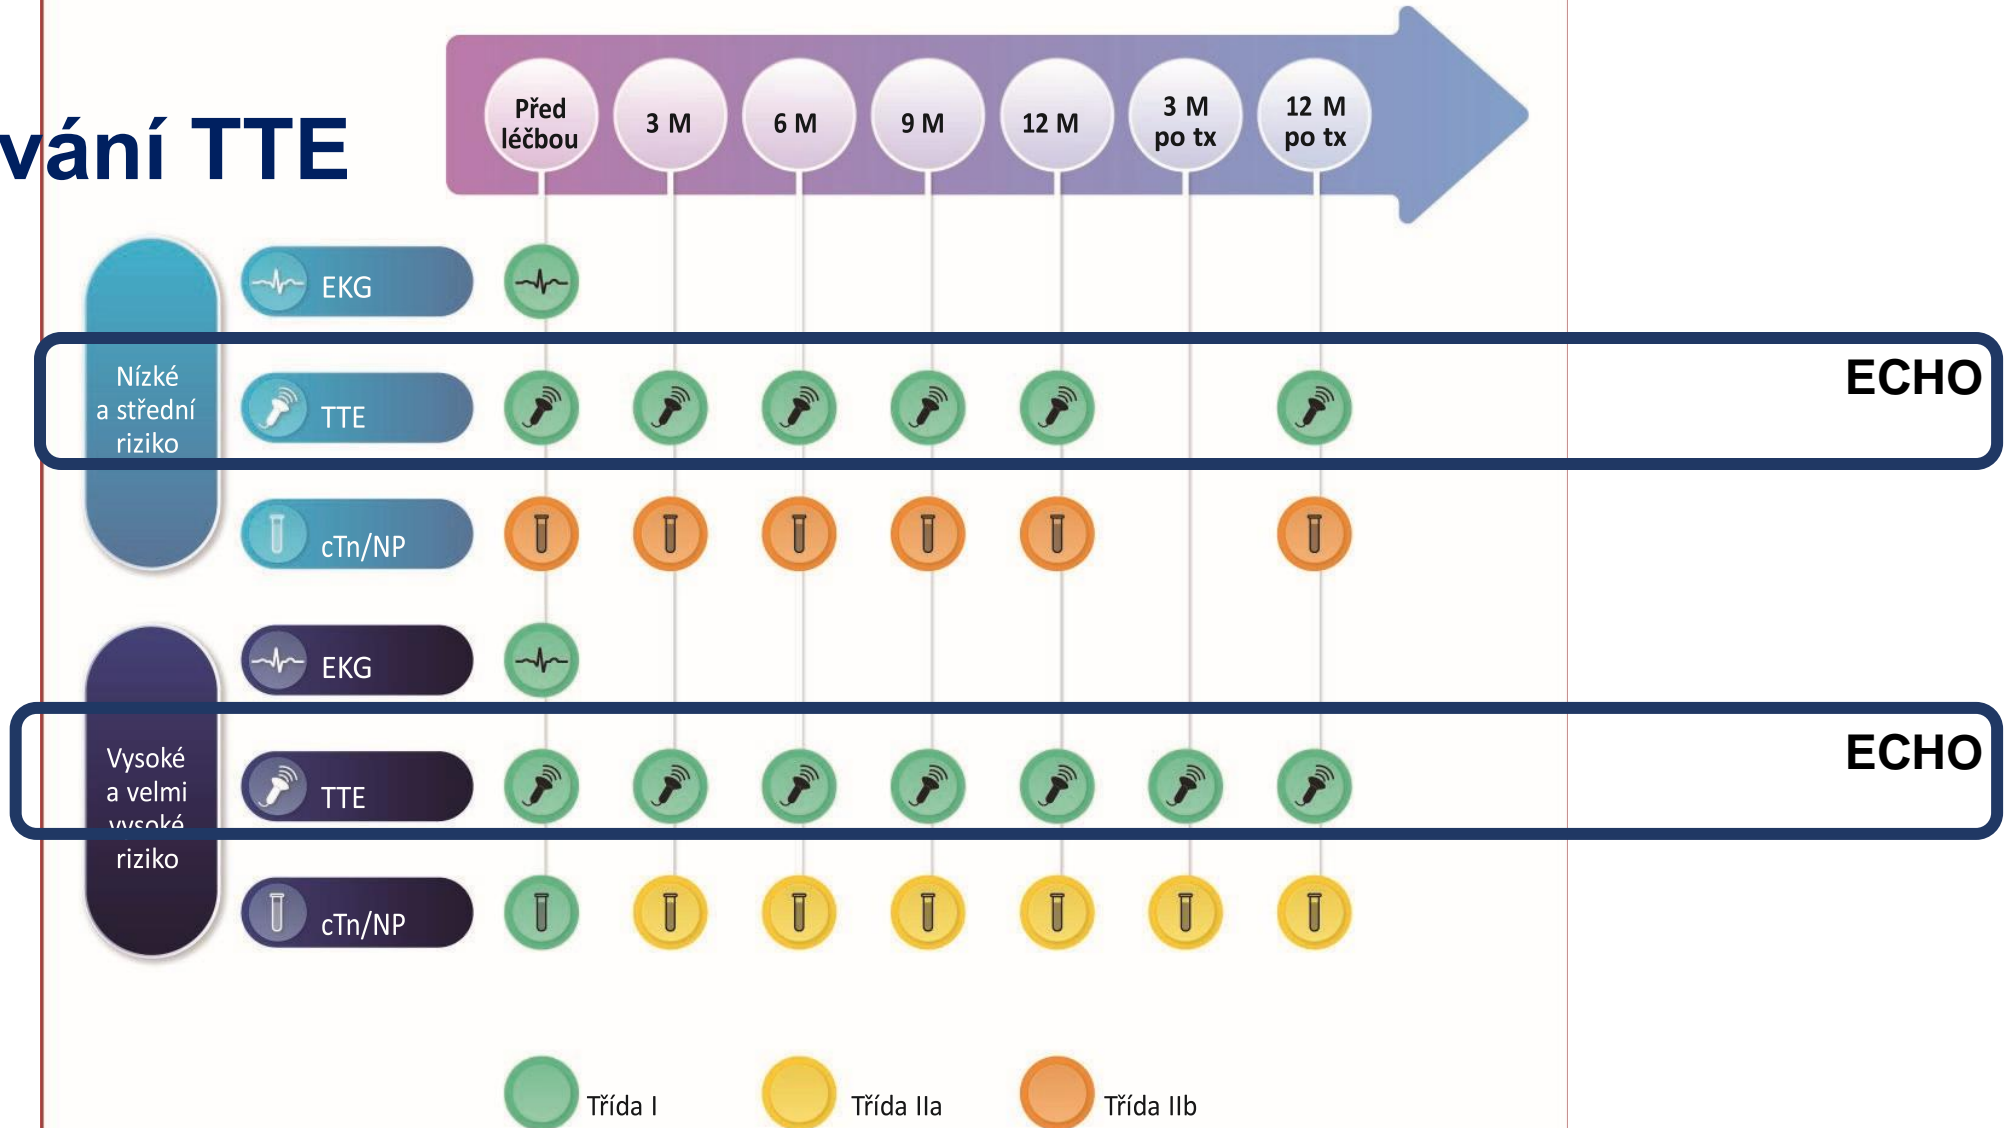 Před
léčbou
3 M
6 M
9 M
12 M
3 M
po tx
12 M
po tx
vání TTE
EKG
Nízké
a střední
riziko
TTE
ECHO
cTn/NP
EKG
Vysoké
a velmi
vysoké
riziko
TTE
ECHO
cTn/NP
Třída I
Třída IIa
Třída IIb